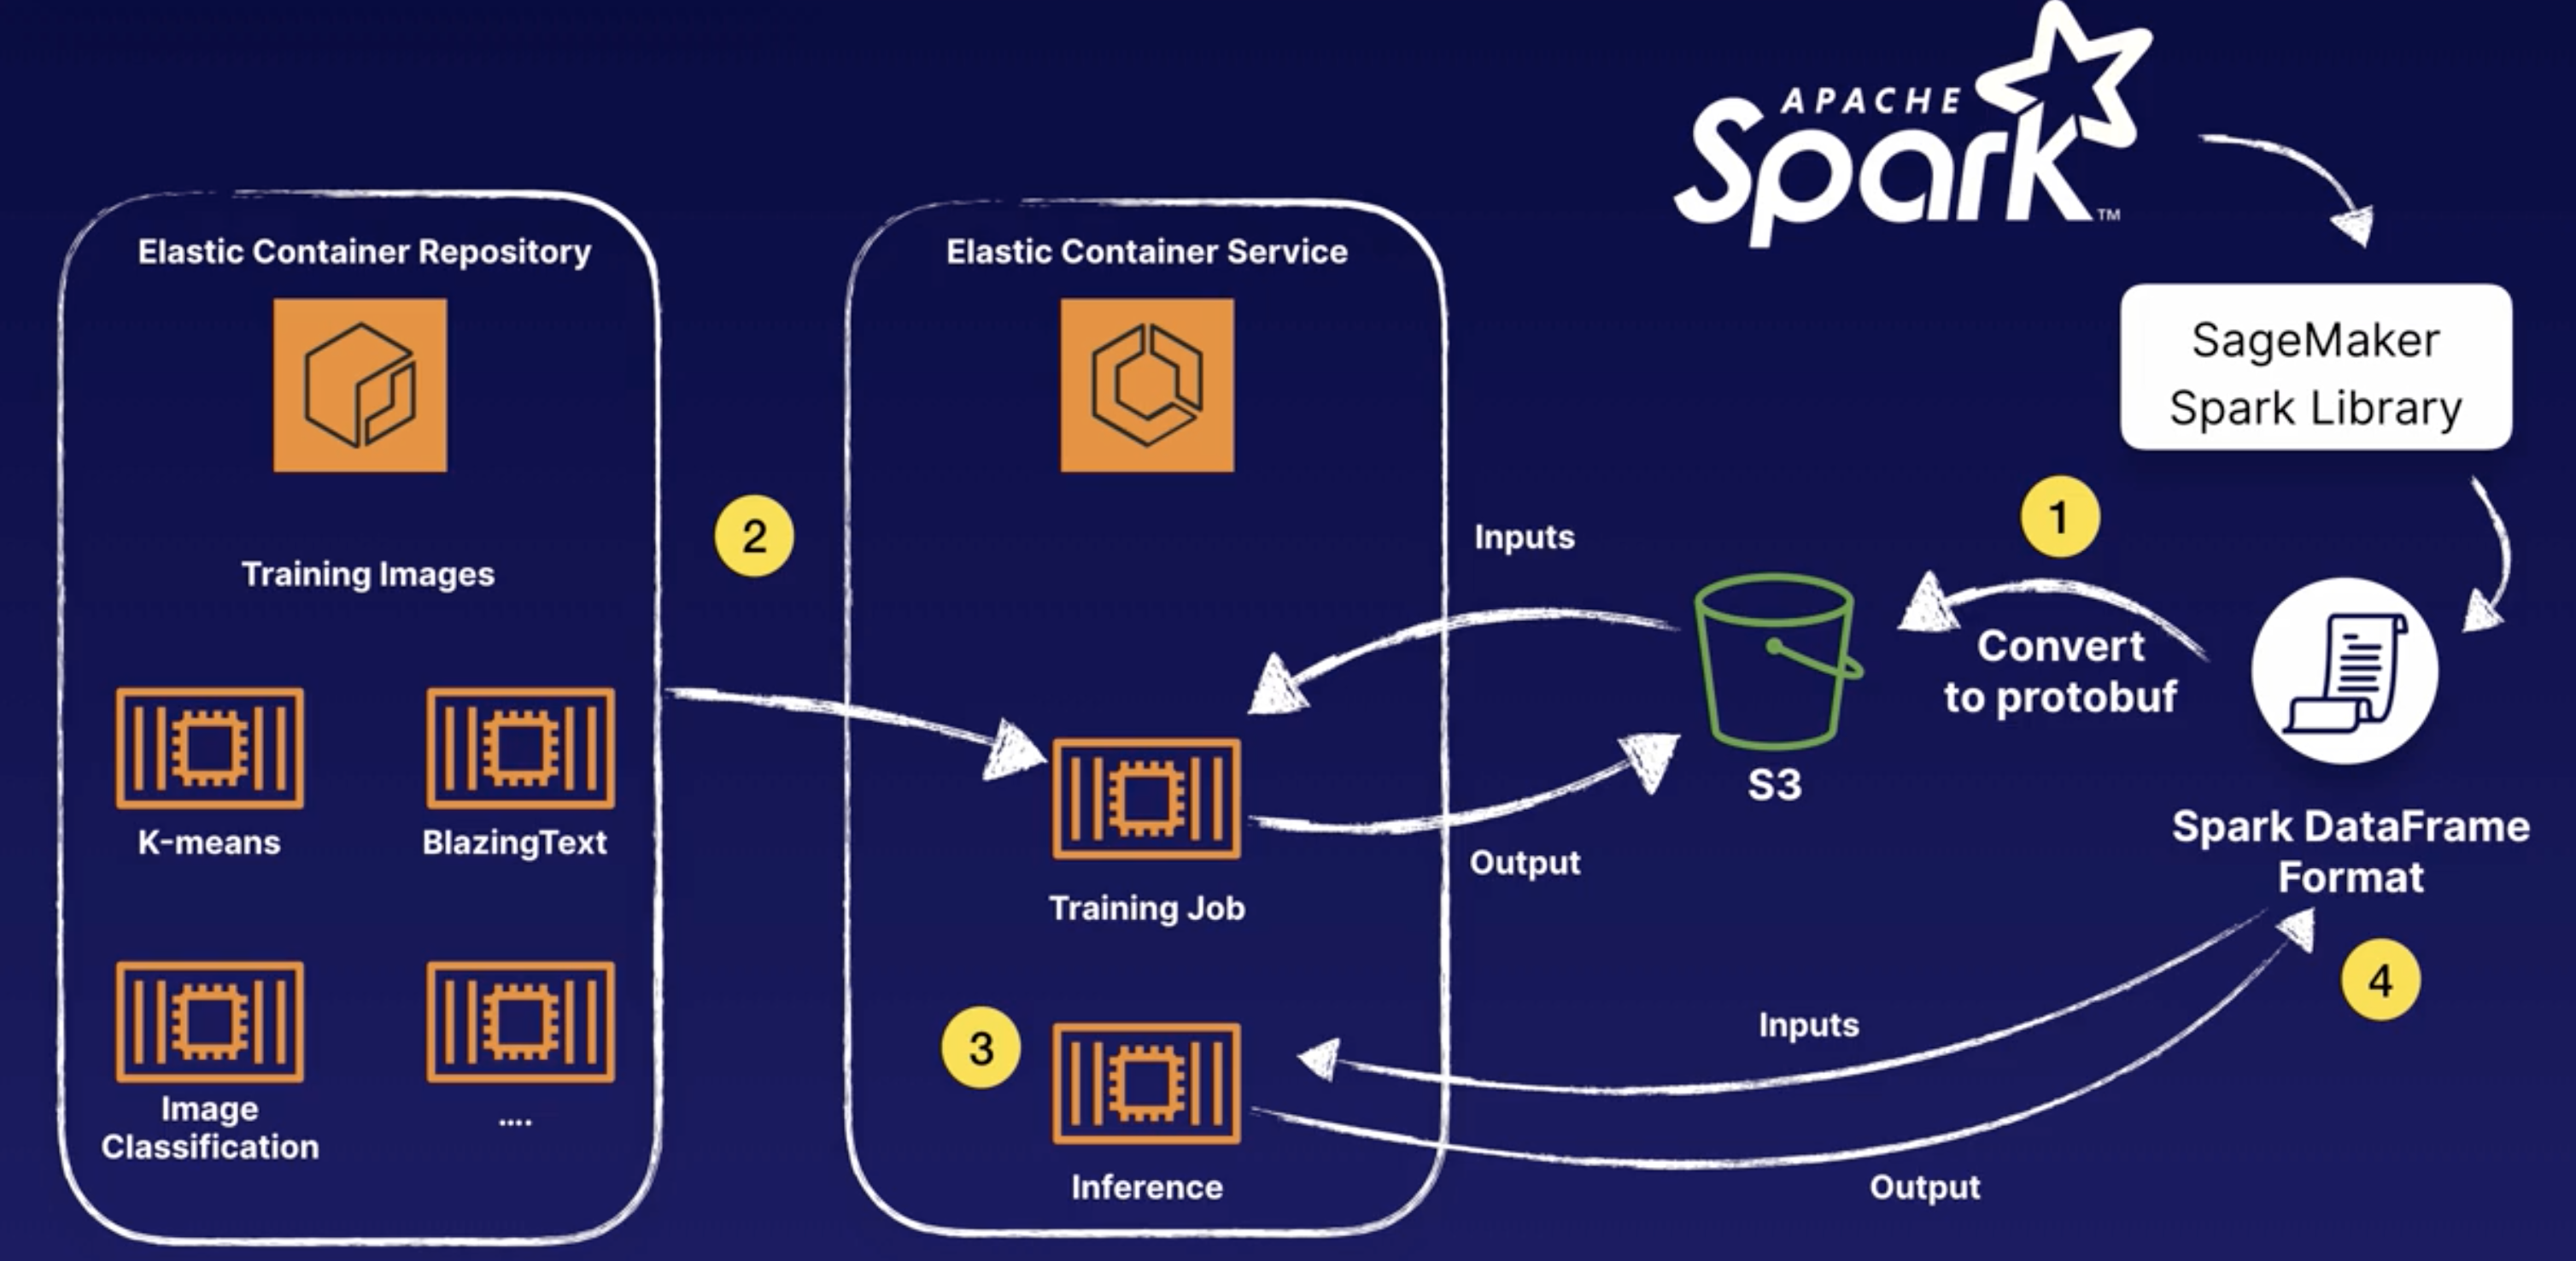 APACHE
Spark™
SageMaker
Spark Library
Elastic Container Repository
Training Images
K-means
BlazingText
Image
Classification
....
2
Elastic Container Service
Training Job
3
Inference
Inputs
Output
S3
1
Convert
to protobuf
Spark DataFrame
Format
4
Inputs
Output